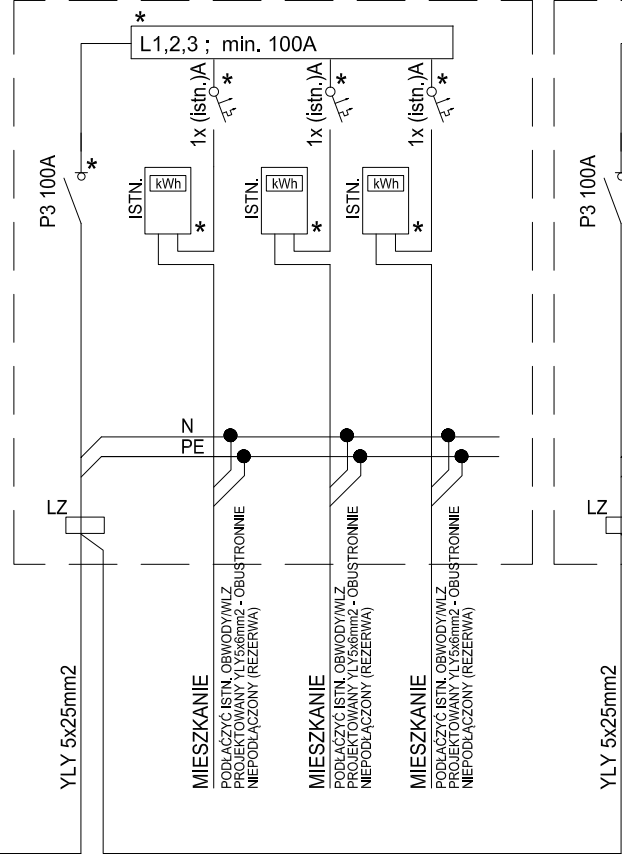 *
L1,2,3 ; min. 100A
1x (istn.)A *
1x (istn.)A *
1x (istn.)A *
P3 100A *
ISTN. kWh *
ISTN. kWh *
ISTN. kWh *
P3 100A
N
PE
LZ
LZ
YLY 5x25mm2
MIESZKANIE
PODŁĄCZYĆ ISTN. OBWODY/WLZ
PROJEKTOWANY YLY5x6mm2 - OBUSTRONNIE
NIEPODŁĄCZONY (REZERWA)
MIESZKANIE
PODŁĄCZYĆ ISTN. OBWODY/WLZ
PROJEKTOWANY YLY5x6mm2 - OBUSTRONNIE
NIEPODŁĄCZONY (REZERWA)
MIESZKANIE
PODŁĄCZYĆ ISTN. OBWODY/WLZ
PROJEKTOWANY YLY5x6mm2 - OBUSTRONNIE
NIEPODŁĄCZONY (REZERWA)
YLY 5x25mm2